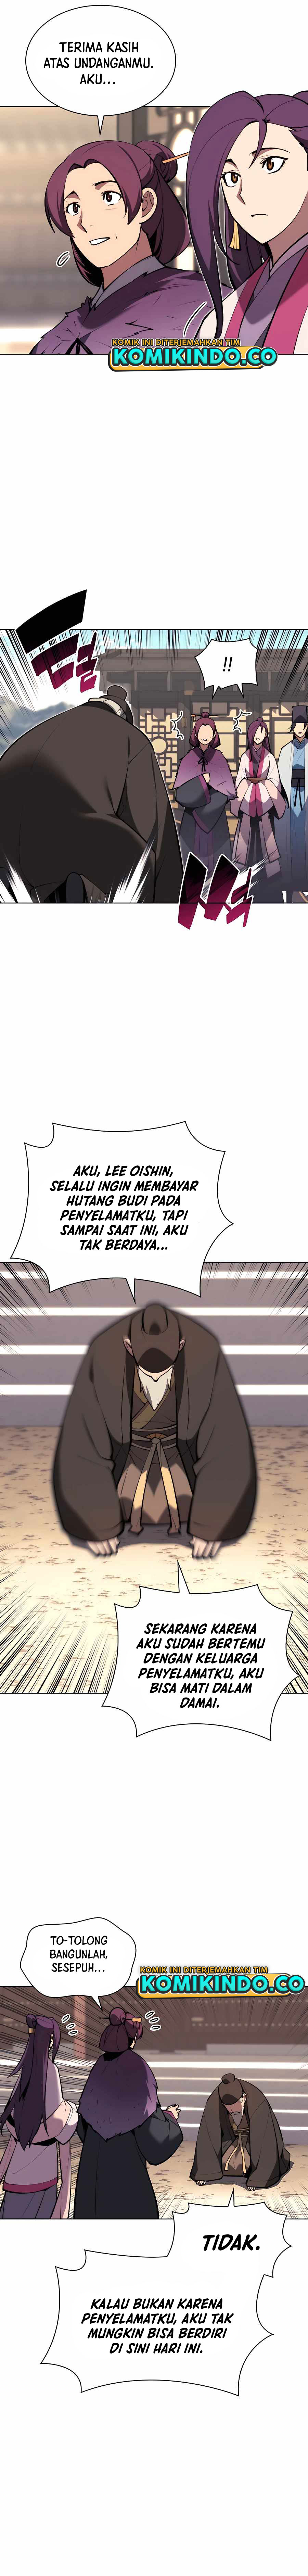 TERIMA KASIH
ATAS UNDANGANMU.
AKU...
KOMIK INI DITERJEMAHKAN TIM
KOMIKINDO.CO
!!
AKU, LEE OISHIN,
SELALU INGIN MEMBAYAR
HUTANG BUDI PADA
PENYELAMATKU, TAPI
SAMPAI SAAT INI, AKU
TAK BERDAYA...
SEKARANG KARENA
AKU SUDAH BERTEMU
DENGAN KELUARGA
PENYELAMATKU, AKU
BISA MATI DALAM
DAMAI.
TO-TOLONG
BANGUNLAH,
SESEPUH...
KOMIK INI DITERJEMAHKAN TIM
KOMIKINDO.CO
TIDAK.
KALAU BUKAN KARENA
PENYELAMATKU, AKU TAK
MUNGKIN BISA BERDIRI
DI SINI HARI INI.